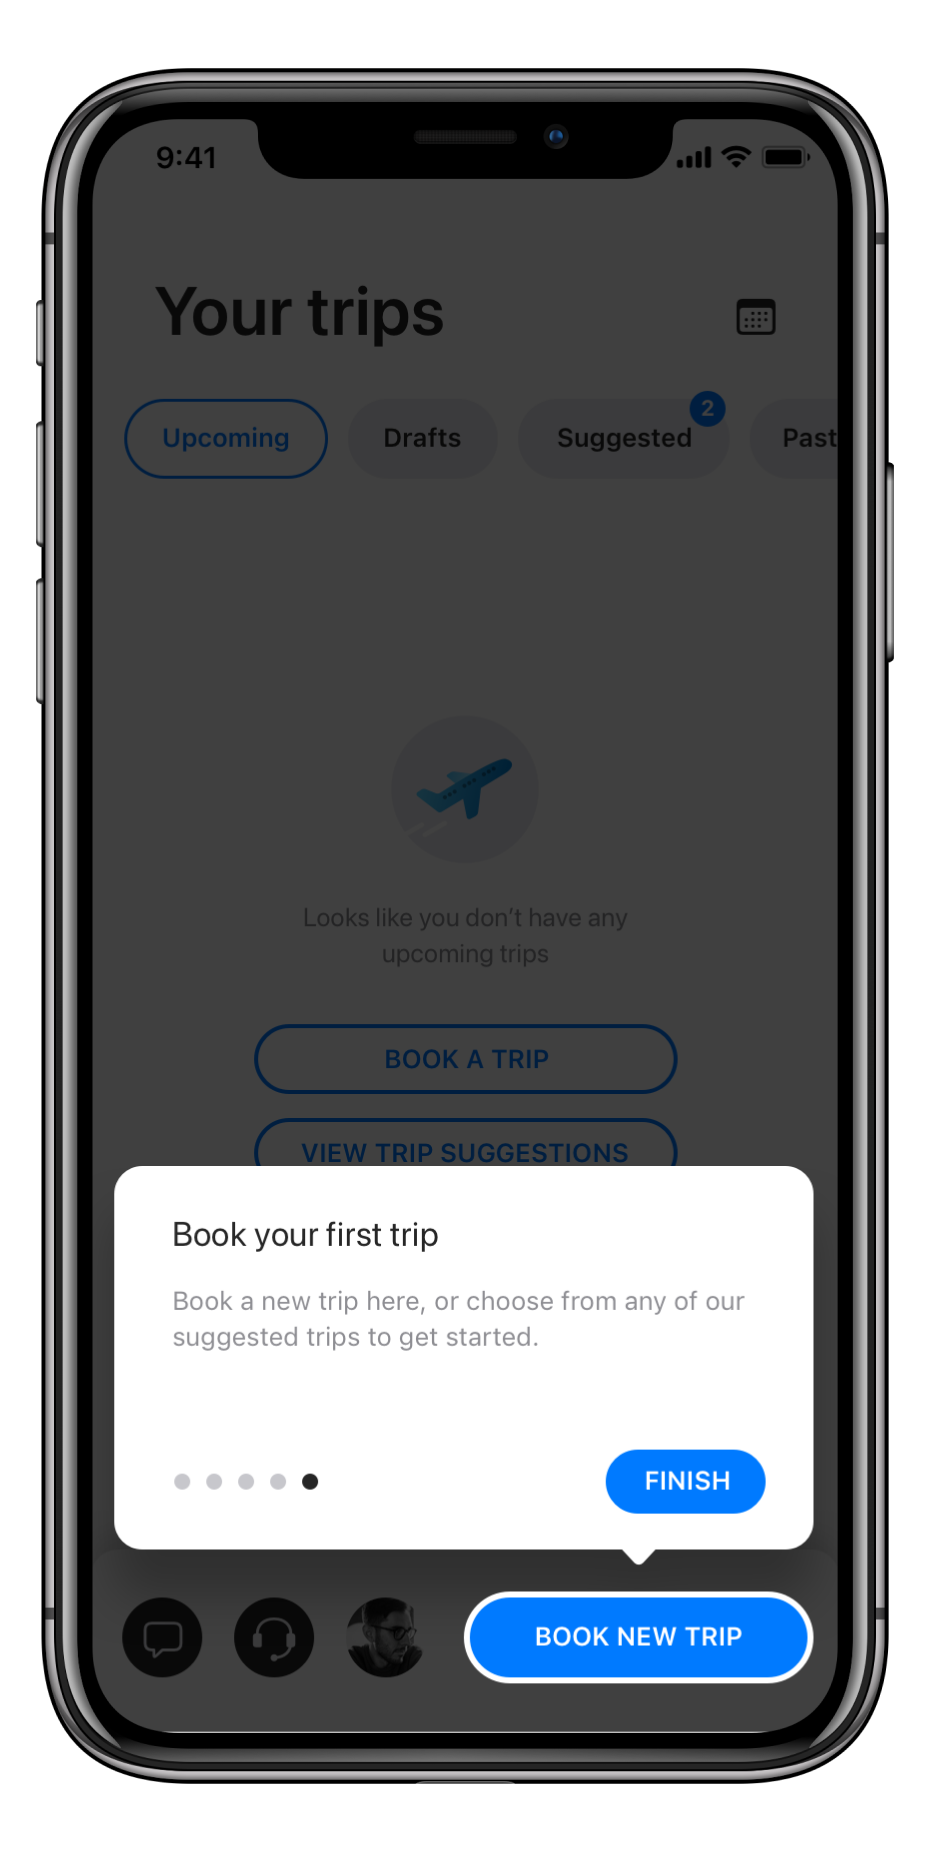 9:41
Your trips
Upcoming
Drafts
Suggested
2
Past
Looks like you don’t have any
upcoming trips
BOOK A TRIP
VIEW TRIP SUGGESTIONS
Book your first trip
Book a new trip here, or choose from any of our
suggested trips to get started.
FINISH
BOOK NEW TRIP